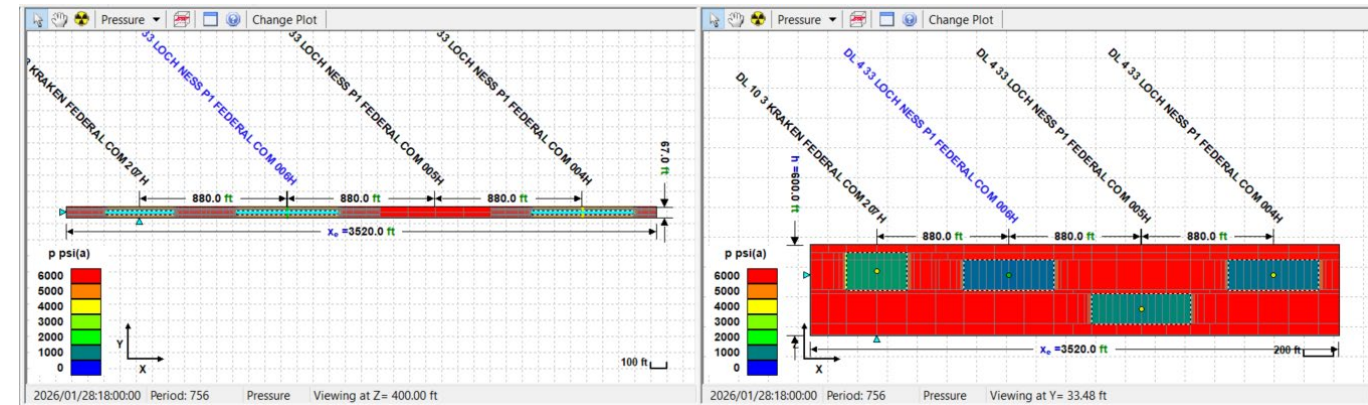 Pressure Change Plot
33 LOCH NESS P1 FEDERAL COM 006H
33 LOCH NESS P1 FEDERAL COM 005H
33 LOCH NESS P1 FEDERAL COM 004H
KRAKEN FEDERAL COM 207H
67.0 ft
880.0 ft 880.0 ft 880.0 ft
xe =3520.0 ft
p psi(a)
6000
5000
4000
3000
2000
1000
0
Y
X
100 ft
2026/01/28:18:00:00 Period: 756 Pressure Viewing at Z= 400.00 ft
Pressure Change Plot
DL 10 3 KRAKEN FEDERAL COM 207H
DL 4 33 LOCH NESS P1 FEDERAL COM 006H
DL 4 33 LOCH NESS P1 FEDERAL COM 005H
DL 4 33 LOCH NESS P1 FEDERAL COM 004H
h =600.0 ft
880.0 ft 880.0 ft 880.0 ft
p psi(a)
6000
5000
4000
3000
2000
1000
0
Z
X
xe =3520.0 ft
200 ft
2026/01/28:18:00:00 Period: 756 Pressure Viewing at Y= 33.48 ft